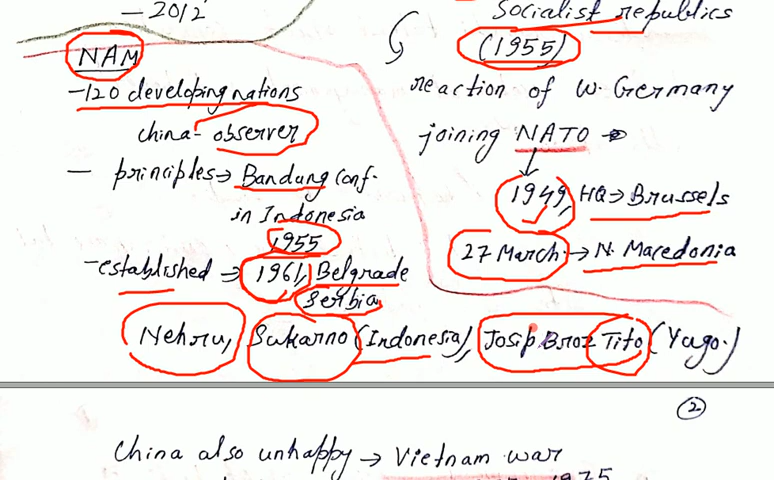 – 2012
NAM
– 120 developing nations
china - observer
– principles → Bandung conf.
in Indonesia
1955
– established → 1961, Belgrade
Serbia
Nehru, Sukarno (Indonesia), Josip Broz Tito (Yugo.)
Socialist republics
(1955)
reaction of W. Germany
joining NATO →
1949, HQ → Brussels
27 March → N. Macedonia
2
China also unhappy → Vietnam war
1975